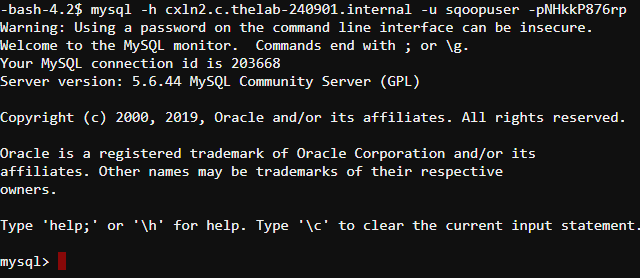 -bash-4.2$ mysql -h cxln2.c.thelab-240901.internal -u sqoopuser -pNHkkP876rp
Warning: Using a password on the command line interface can be insecure.
Welcome to the MySQL monitor.  Commands end with ; or \g.
Your MySQL connection id is 203668
Server version: 5.6.44 MySQL Community Server (GPL)
Copyright (c) 2000, 2019, Oracle and/or its affiliates. All rights reserved.
Oracle is a registered trademark of Oracle Corporation and/or its
affiliates. Other names may be trademarks of their respective
owners.
Type 'help;' or '\h' for help. Type '\c' to clear the current input statement.
mysql>